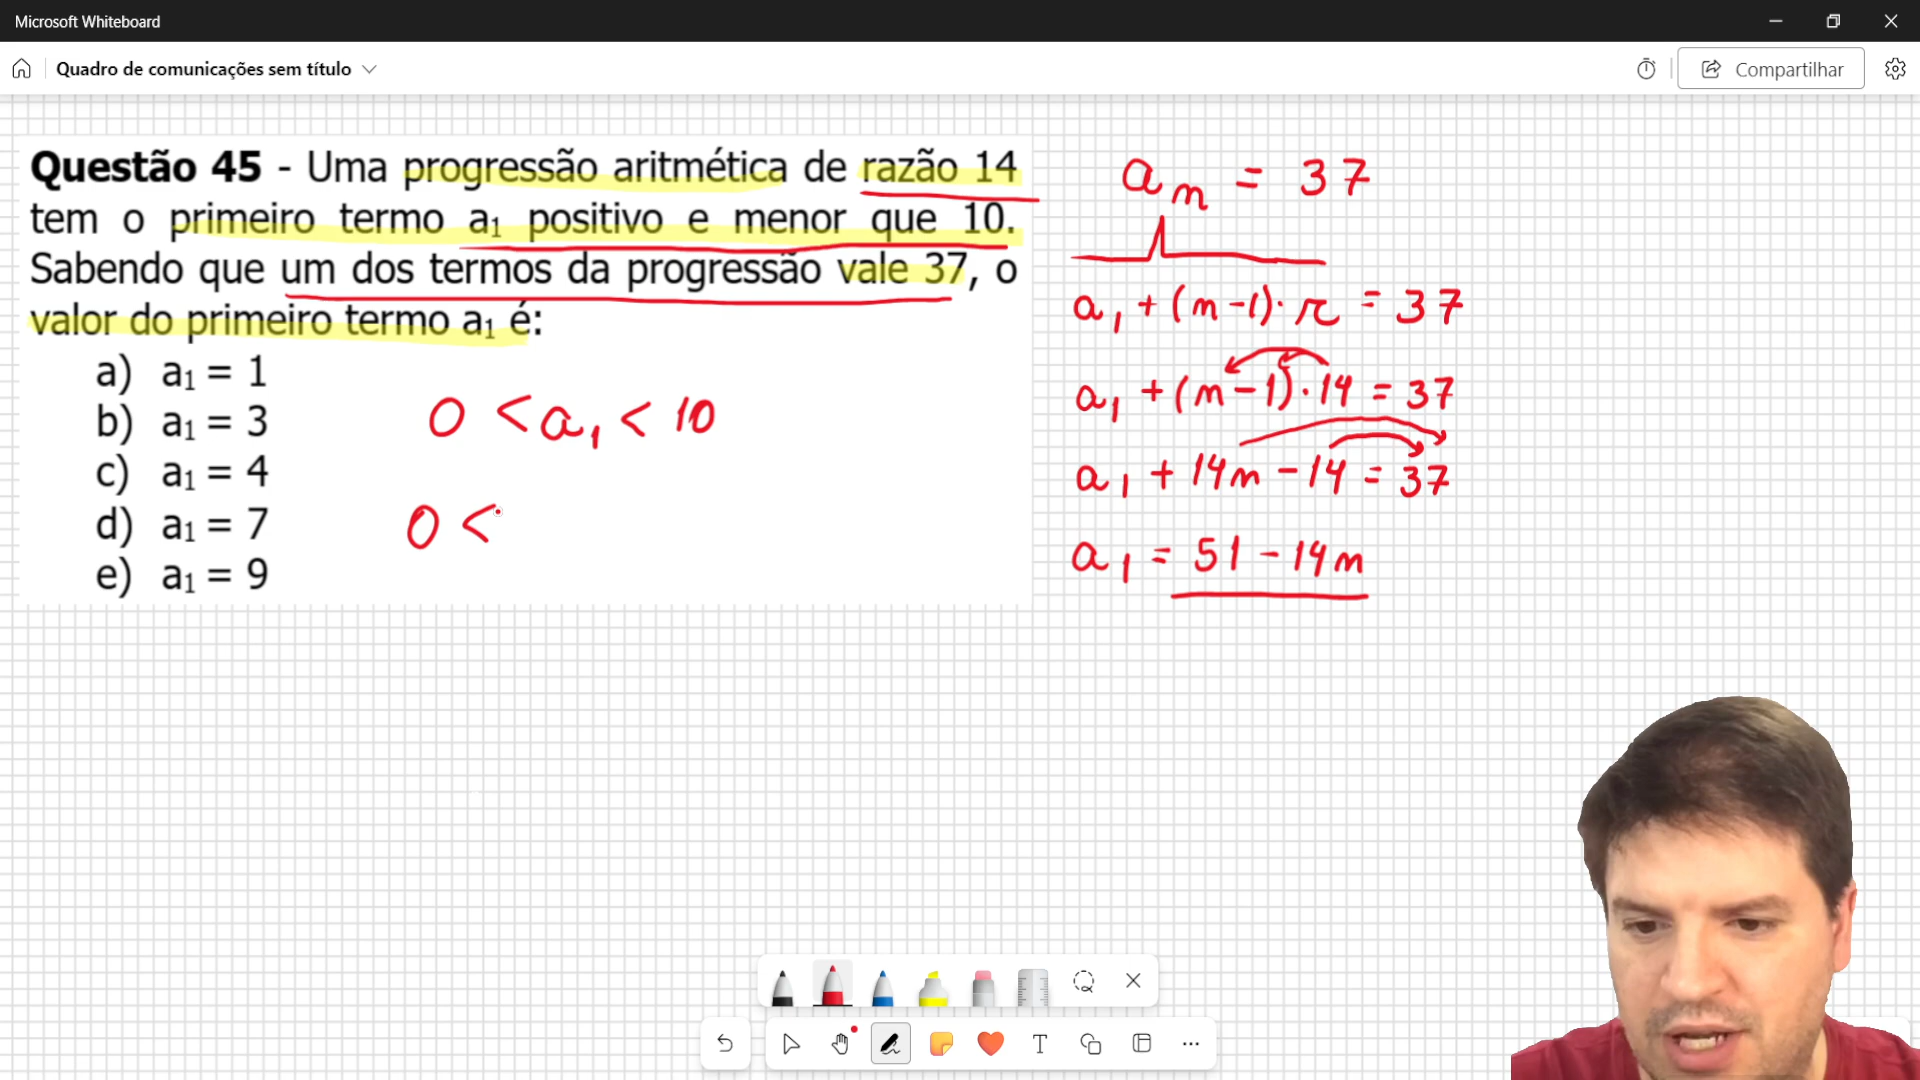 Microsoft Whiteboard
Quadro de comunicações sem título
Compartilhar
Questão 45 - Uma progressão aritmética de razão 14
tem o primeiro termo a₁ positivo e menor que 10.
Sabendo que um dos termos da progressão vale 37, o
valor do primeiro termo a₁ é:
a) a₁ = 1
b) a₁ = 3
c) a₁ = 4
d) a₁ = 7
e) a₁ = 9
0 < a₁ < 10
0 <
aₙ = 37
a₁ + (n-1)·r = 37
a₁ + (n-1)·14 = 37
a₁ + 14n - 14 = 37
a₁ = 51 - 14n